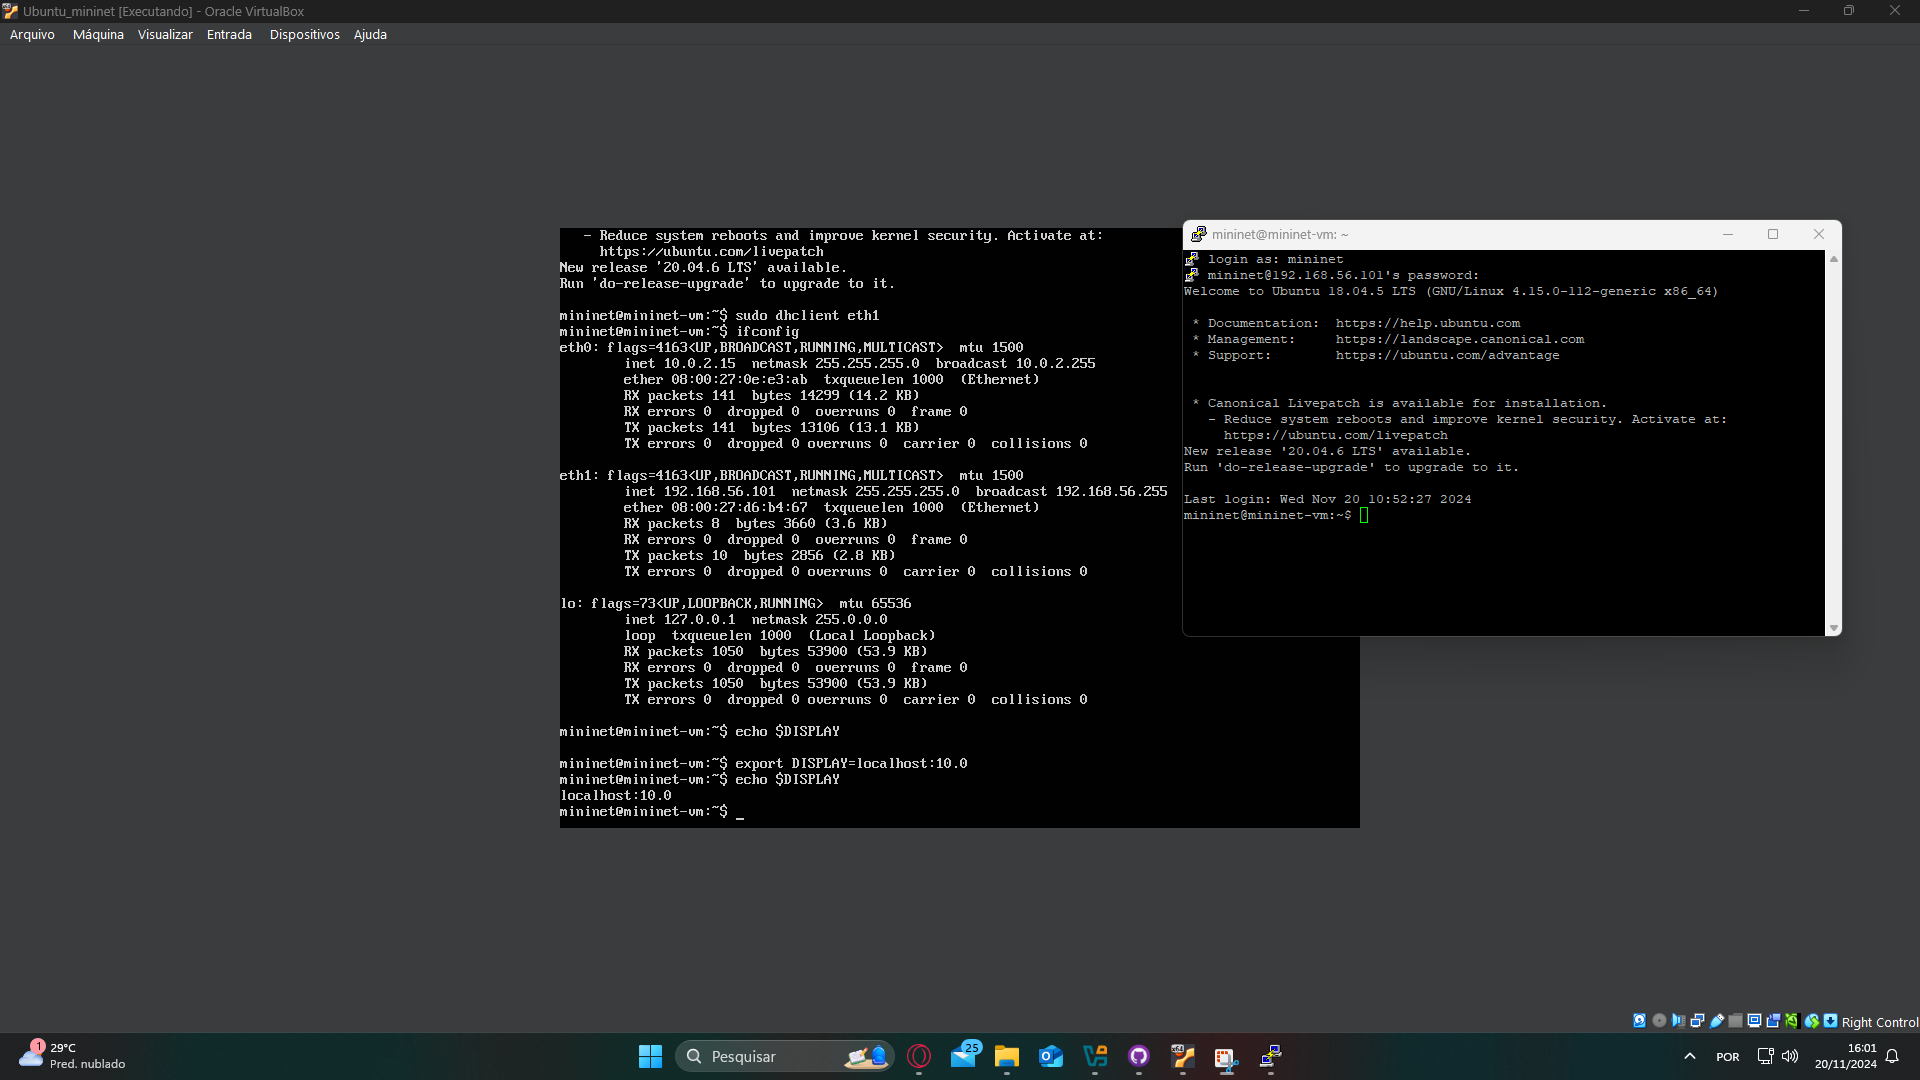 Ubuntu_mininet [Executando] - Oracle VirtualBox
Arquivo Máquina Visualizar Entrada Dispositivos Ajuda
   - Reduce system reboots and improve kernel security. Activate at:
     https://ubuntu.com/livepatch
New release '20.04.6 LTS' available.
Run 'do-release-upgrade' to upgrade to it.
mininet@mininet-vm:~$ sudo dhclient eth1
mininet@mininet-vm:~$ ifconfig
eth0: flags=4163<UP,BROADCAST,RUNNING,MULTICAST>  mtu 1500
        inet 10.0.2.15  netmask 255.255.255.0  broadcast 10.0.2.255
        ether 08:00:27:0e:e3:ab  txqueuelen 1000  (Ethernet)
        RX packets 141  bytes 14299 (14.2 KB)
        RX errors 0  dropped 0  overruns 0  frame 0
        TX packets 141  bytes 13106 (13.1 KB)
        TX errors 0  dropped 0 overruns 0  carrier 0  collisions 0
eth1: flags=4163<UP,BROADCAST,RUNNING,MULTICAST>  mtu 1500
        inet 192.168.56.101  netmask 255.255.255.0  broadcast 192.168.56.255
        ether 08:00:27:d6:b4:67  txqueuelen 1000  (Ethernet)
        RX packets 8  bytes 3660 (3.6 KB)
        RX errors 0  dropped 0  overruns 0  frame 0
        TX packets 10  bytes 2856 (2.8 KB)
        TX errors 0  dropped 0 overruns 0  carrier 0  collisions 0
lo: flags=73<UP,LOOPBACK,RUNNING>  mtu 65536
        inet 127.0.0.1  netmask 255.0.0.0
        loop  txqueuelen 1000  (Local Loopback)
        RX packets 1050  bytes 53900 (53.9 KB)
        RX errors 0  dropped 0  overruns 0  frame 0
        TX packets 1050  bytes 53900 (53.9 KB)
        TX errors 0  dropped 0 overruns 0  carrier 0  collisions 0
mininet@mininet-vm:~$ echo $DISPLAY
mininet@mininet-vm:~$ export DISPLAY=localhost:10.0
mininet@mininet-vm:~$ echo $DISPLAY
localhost:10.0
mininet@mininet-vm:~$ _
mininet@mininet-vm: ~
login as: mininet
mininet@192.168.56.101's password:
Welcome to Ubuntu 18.04.5 LTS (GNU/Linux 4.15.0-112-generic x86_64)
 * Documentation:  https://help.ubuntu.com
 * Management:     https://landscape.canonical.com
 * Support:        https://ubuntu.com/advantage
 * Canonical Livepatch is available for installation.
   - Reduce system reboots and improve kernel security. Activate at:
     https://ubuntu.com/livepatch
New release '20.04.6 LTS' available.
Run 'do-release-upgrade' to upgrade to it.
Last login: Wed Nov 20 10:52:27 2024
mininet@mininet-vm:~$
Right Control
1
29°C
Pred. nublado
Pesquisar
25
POR
16:01
20/11/2024